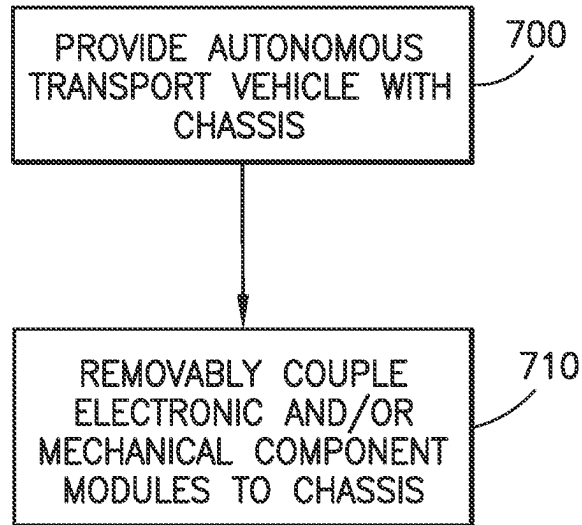 PROVIDE AUTONOMOUS
TRANSPORT VEHICLE WITH
CHASSIS
700
REMOVABLY COUPLE
ELECTRONIC AND/OR
MECHANICAL COMPONENT
MODULES TO CHASSIS
710